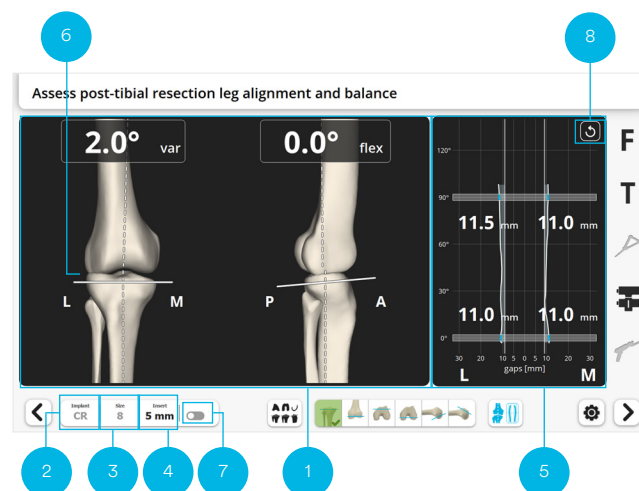 6
8
Assess post-tibial resection leg alignment and balance
2.0° var
0.0° flex
F
T
120°
90°
60°
30°
0°
11.5 mm
11.0 mm
11.0 mm
11.0 mm
L
M
P
A
30 20 10 5 0 5 10 20 30
gaps [mm]
L
M
Implant
CR
Size
8
Insert
5 mm
2
3
4
7
1
5